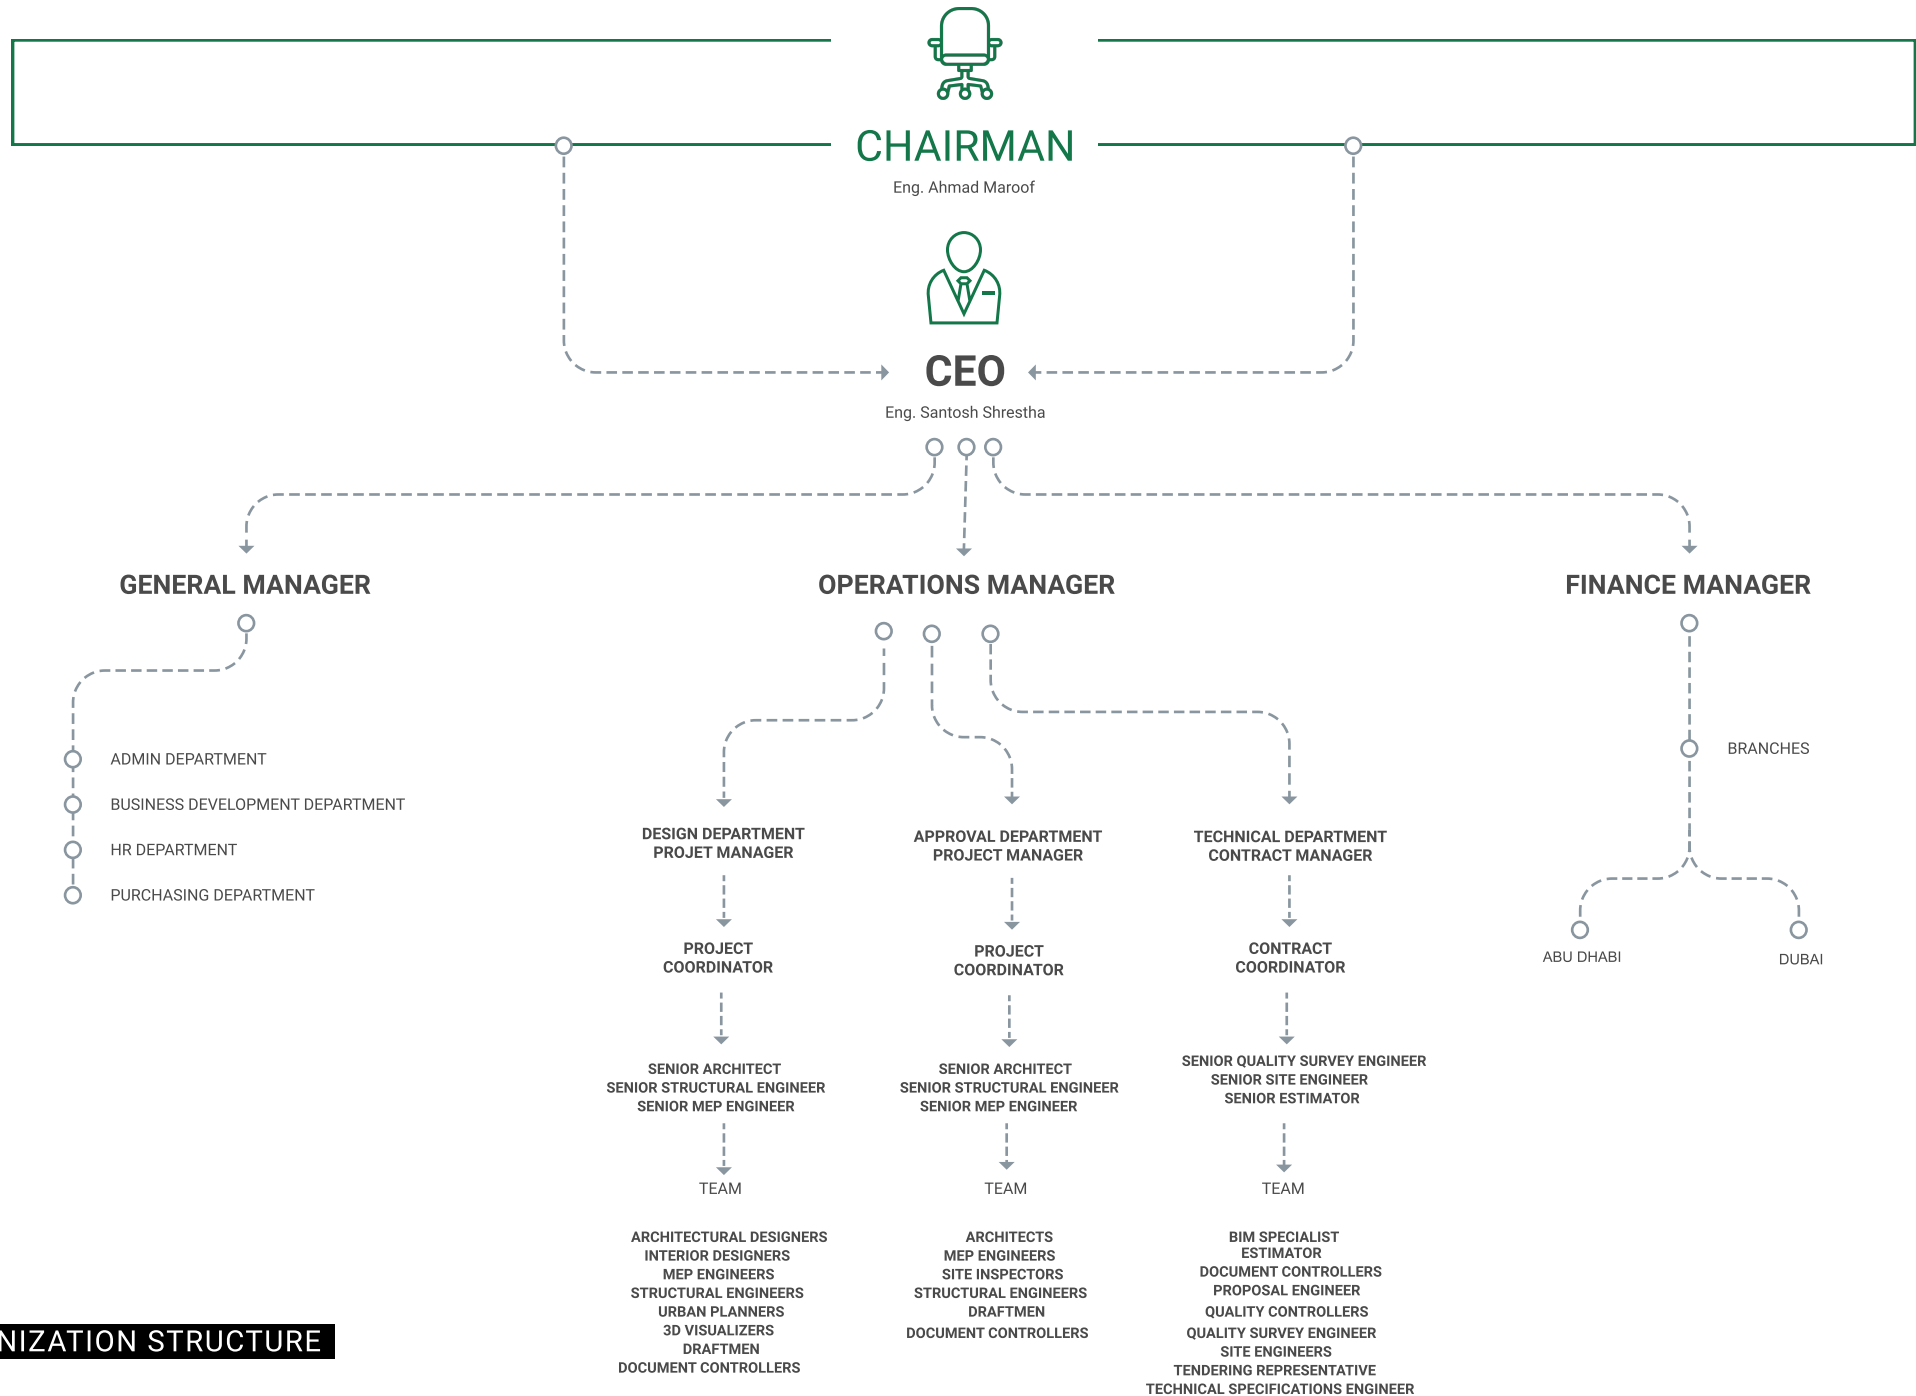 CHAIRMAN
Eng. Ahmad Maroof
CEO
Eng. Santosh Shrestha
GENERAL MANAGER
ADMIN DEPARTMENT
BUSINESS DEVELOPMENT DEPARTMENT
HR DEPARTMENT
PURCHASING DEPARTMENT
OPERATIONS MANAGER
DESIGN DEPARTMENT
PROJET MANAGER
PROJECT
COORDINATOR
SENIOR ARCHITECT
SENIOR STRUCTURAL ENGINEER
SENIOR MEP ENGINEER
TEAM
ARCHITECTURAL DESIGNERS
INTERIOR DESIGNERS
MEP ENGINEERS
STRUCTURAL ENGINEERS
URBAN PLANNERS
3D VISUALIZERS
DRAFTMEN
DOCUMENT CONTROLLERS
APPROVAL DEPARTMENT
PROJECT MANAGER
PROJECT
COORDINATOR
SENIOR ARCHITECT
SENIOR STRUCTURAL ENGINEER
SENIOR MEP ENGINEER
TEAM
ARCHITECTS
MEP ENGINEERS
SITE INSPECTORS
STRUCTURAL ENGINEERS
DRAFTMEN
DOCUMENT CONTROLLERS
TECHNICAL DEPARTMENT
CONTRACT MANAGER
CONTRACT
COORDINATOR
SENIOR QUALITY SURVEY ENGINEER
SENIOR SITE ENGINEER
SENIOR ESTIMATOR
TEAM
BIM SPECIALIST
ESTIMATOR
DOCUMENT CONTROLLERS
PROPOSAL ENGINEER
QUALITY CONTROLLERS
QUALITY SURVEY ENGINEER
SITE ENGINEERS
TENDERING REPRESENTATIVE
TECHNICAL SPECIFICATIONS ENGINEER
FINANCE MANAGER
BRANCHES
ABU DHABI
DUBAI
NIZATION STRUCTURE